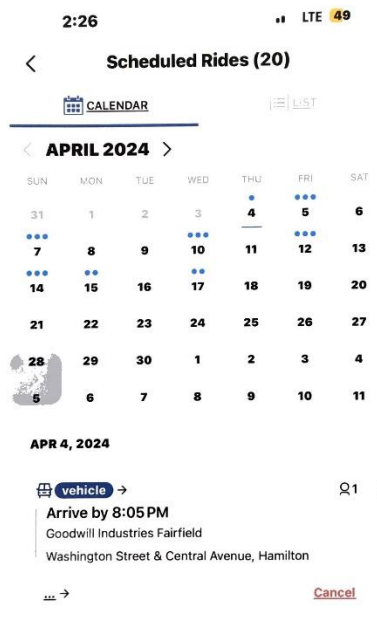 2:26 LTE 49
Scheduled Rides (20)
CALENDAR LIST
APRIL 2024
SUN MON TUE WED THU FRI SAT
31 1 2 3 4 5 6
7 8 9 10 11 12 13
14 15 16 17 18 19 20
21 22 23 24 25 26 27
28 29 30 1 2 3 4
5 6 7 8 9 10 11
APR 4, 2024
vehicle → 1
Arrive by 8:05 PM
Goodwill Industries Fairfield
Washington Street & Central Avenue, Hamilton
... → Cancel